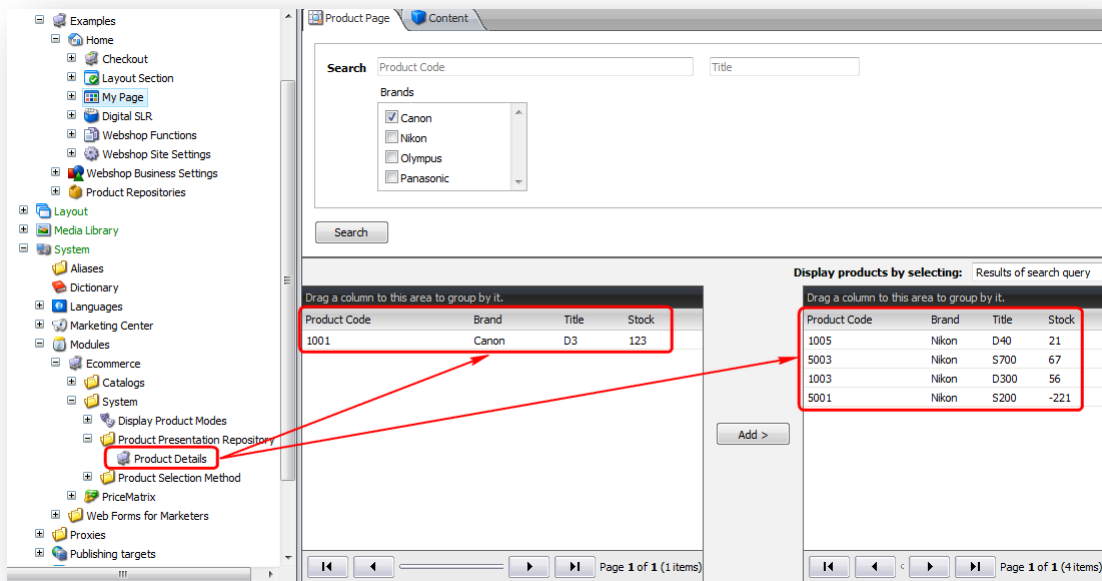 Examples
Home
Checkout
Layout Section
My Page
Digital SLR
Webshop Functions
Webshop Site Settings
Webshop Business Settings
Product Repositories
Layout
Media Library
System
Aliases
Dictionary
Languages
Marketing Center
Modules
Ecommerce
Catalogs
System
Display Product Modes
Product Presentation Repository
Product Details
Product Selection Method
PriceMatrix
Web Forms for Marketers
Proxies
Publishing targets
Product Page Content
Search Product Code Title
Brands
Canon
Nikon
Olympus
Panasonic
Search
Display products by selecting: Results of search query
Drag a column to this area to group by it.
Product Code Brand Title Stock
1001 Canon D3 123
Page 1 of 1 (1 items)
Add >
Drag a column to this area to group by it.
Product Code Brand Title Stock
1005 Nikon D40 21
5003 Nikon S700 67
1003 Nikon D300 56
5001 Nikon S200 -221
Page 1 of 1 (4 items)